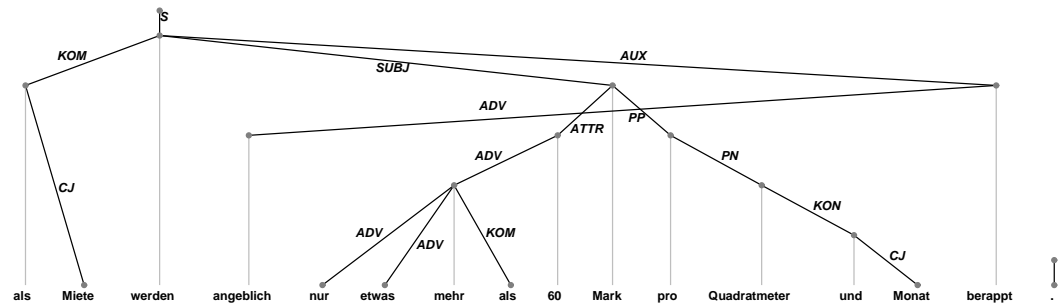 S
KOM AUX
SUBJ
ADV
ATTR PP
ADV PN
CJ KON
ADV ADV KOM CJ
als Miete werden angeblich nur etwas mehr als 60 Mark pro Quadratmeter und Monat berappt .